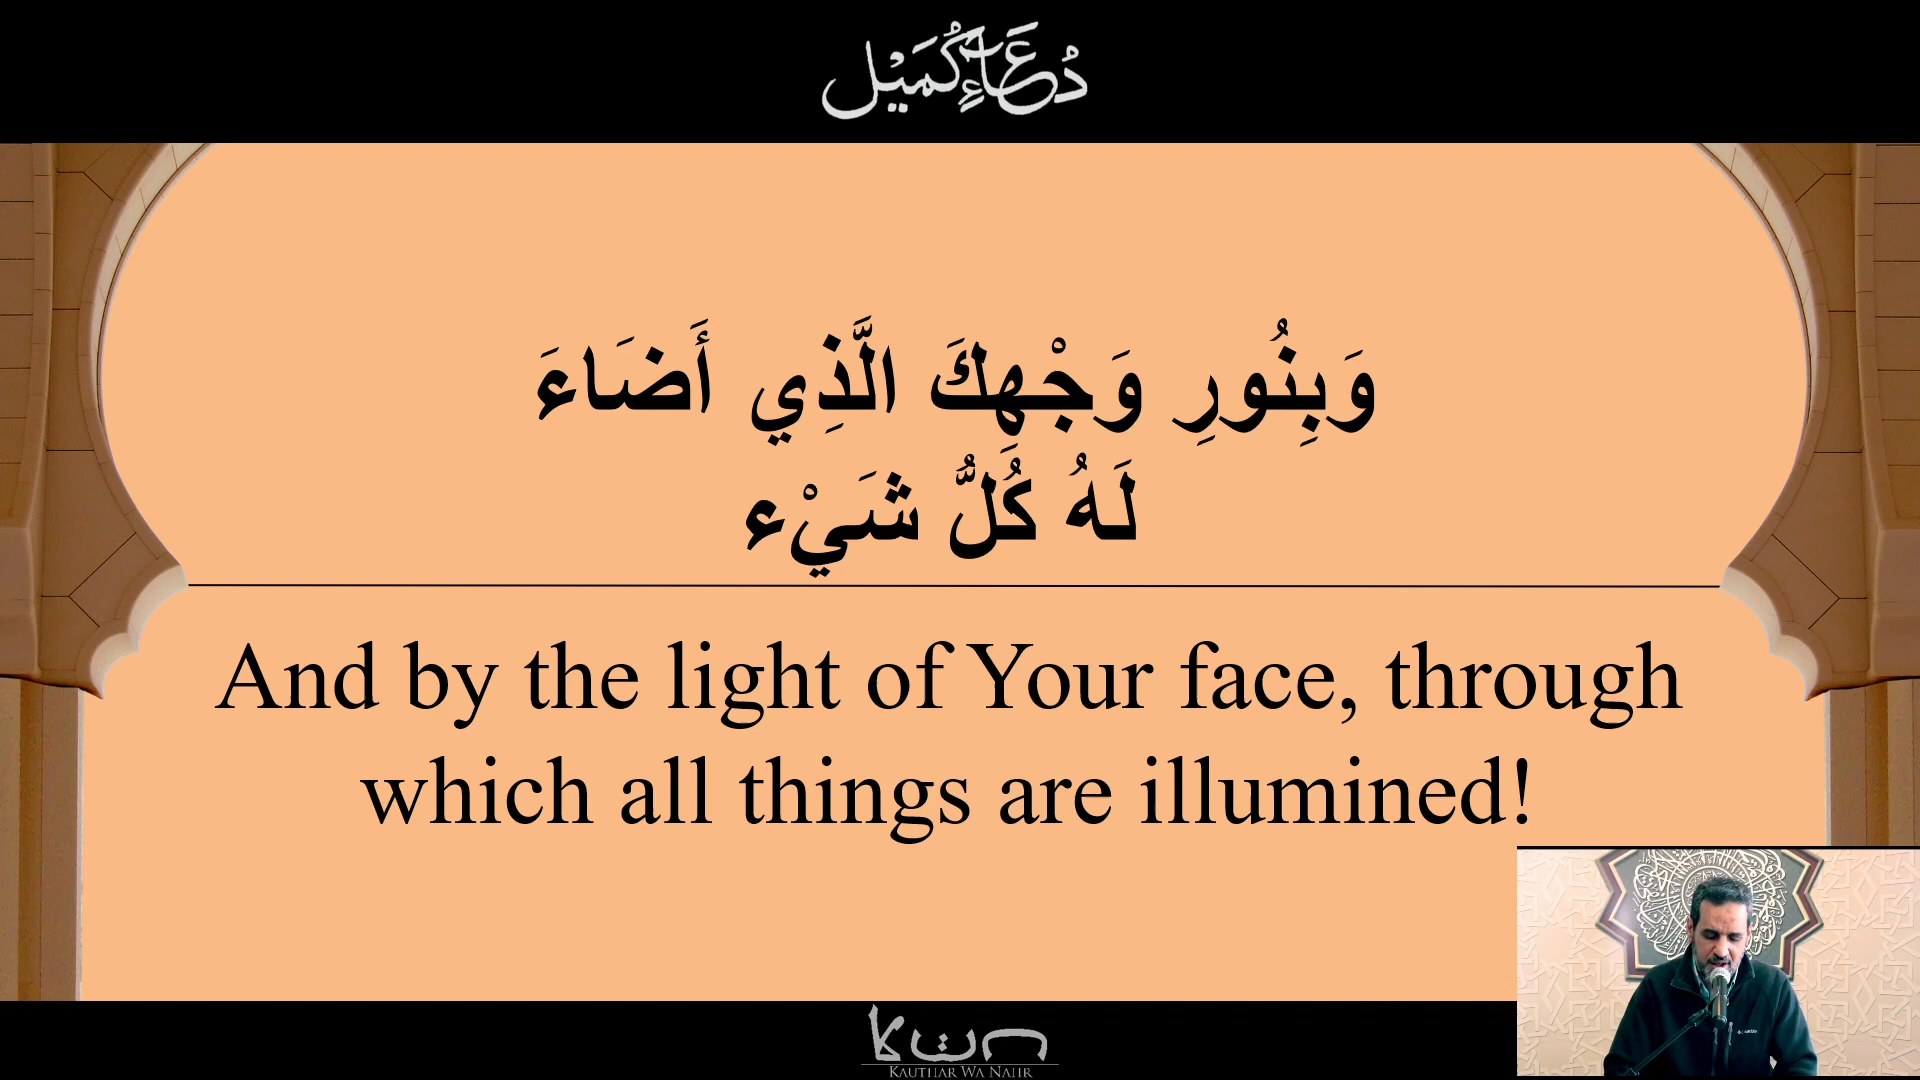 دُعَاءِ كُمَيْل
وَبِنُورِ وَجْهِكَ الَّذِي أَضَاءَ
لَهُ كُلُّ شَيْء
And by the light of Your face, through
which all things are illumined!
KAUTHAR WA NAHR